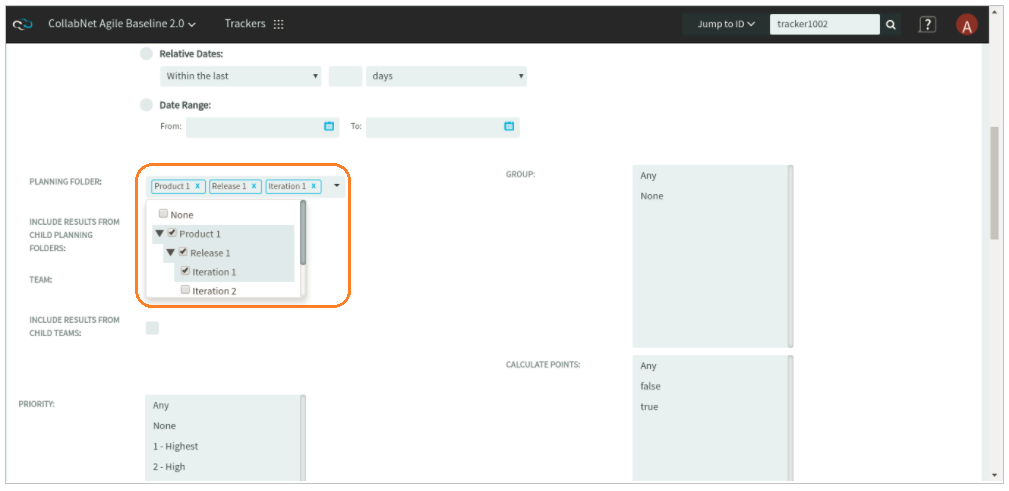 CollabNet Agile Baseline 2.0
Trackers
Jump to ID
tracker1002
?
A
Relative Dates:
Within the last
days
Date Range:
From:
To:
PLANNING FOLDER:
Product 1 x
Release 1 x
Iteration 1 x
None
Product 1
Release 1
Iteration 1
Iteration 2
GROUP:
Any
None
INCLUDE RESULTS FROM
CHILD PLANNING
FOLDERS:
TEAM:
INCLUDE RESULTS FROM
CHILD TEAMS:
CALCULATE POINTS:
Any
false
true
PRIORITY:
Any
None
1 - Highest
2 - High